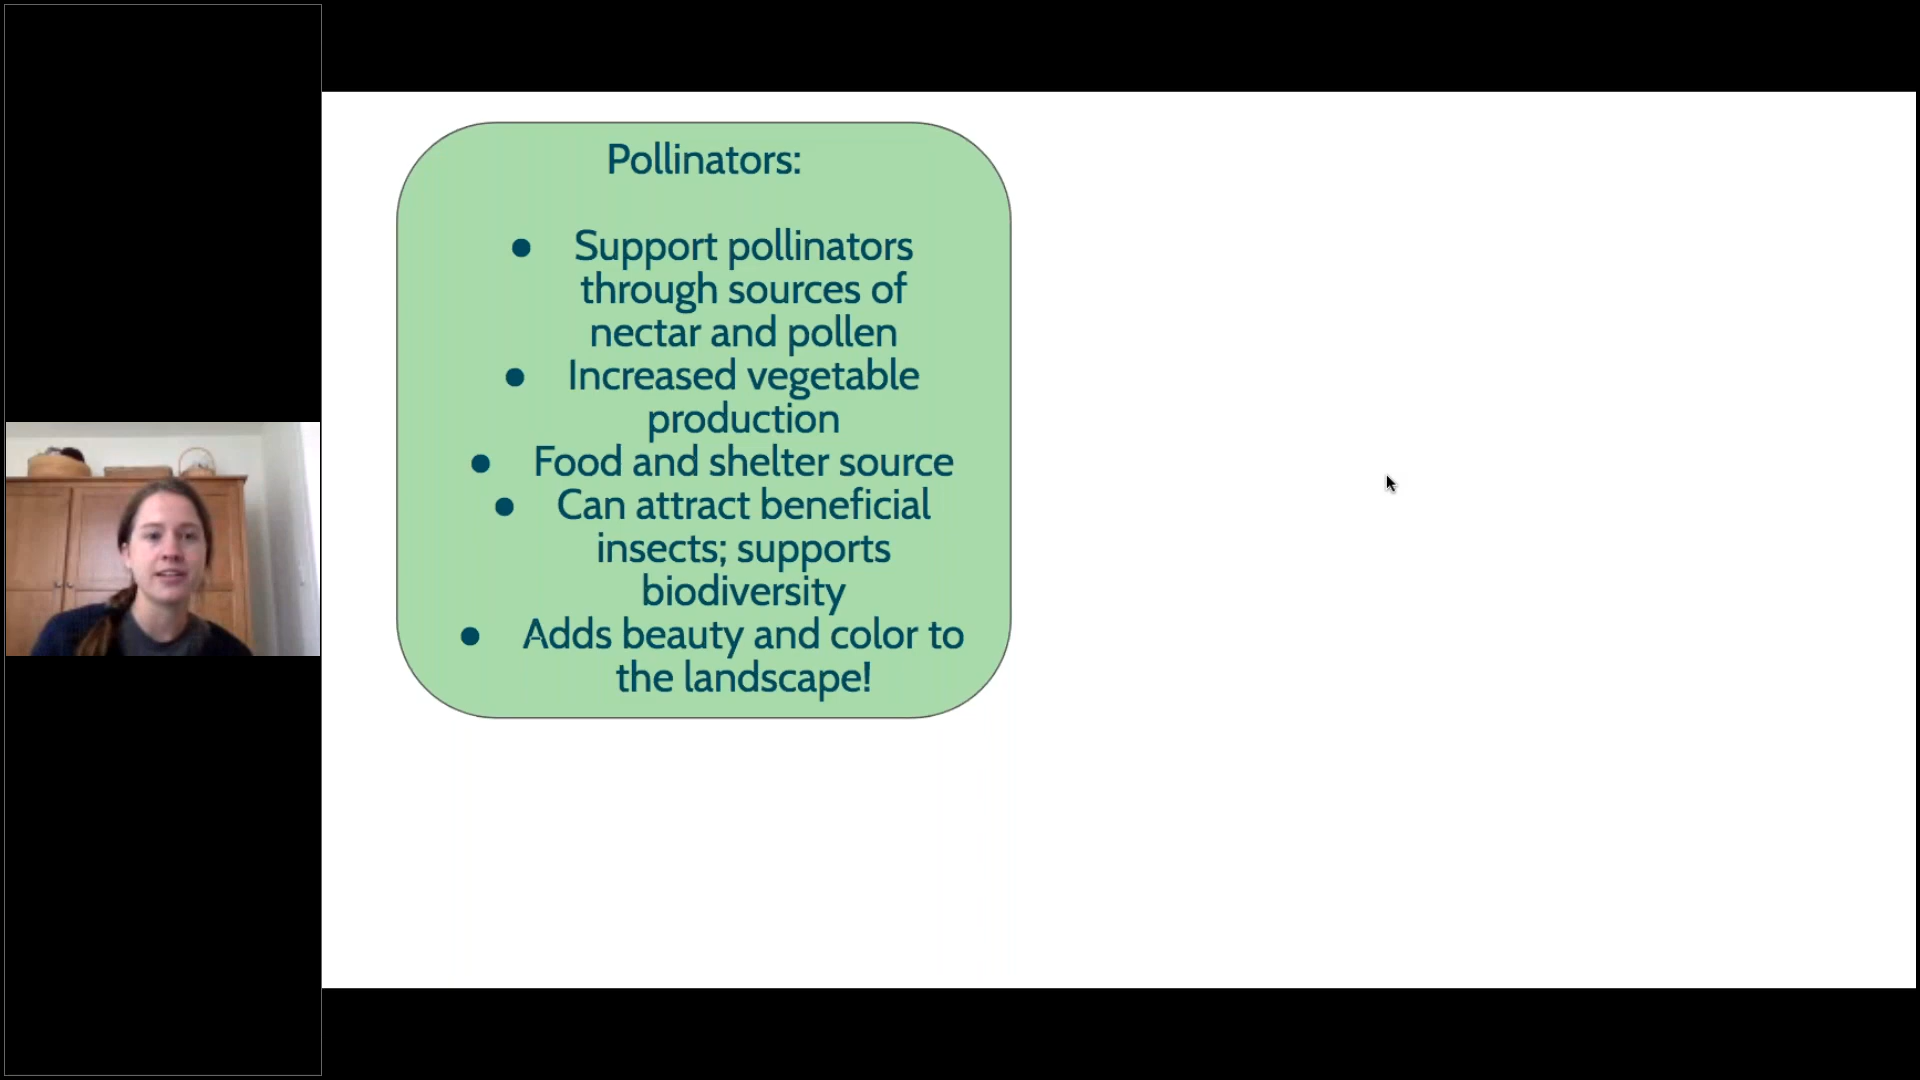 Pollinators:
● Support pollinators
through sources of
nectar and pollen
● Increased vegetable
production
● Food and shelter source
● Can attract beneficial
insects; supports
biodiversity
● Adds beauty and color to
the landscape!